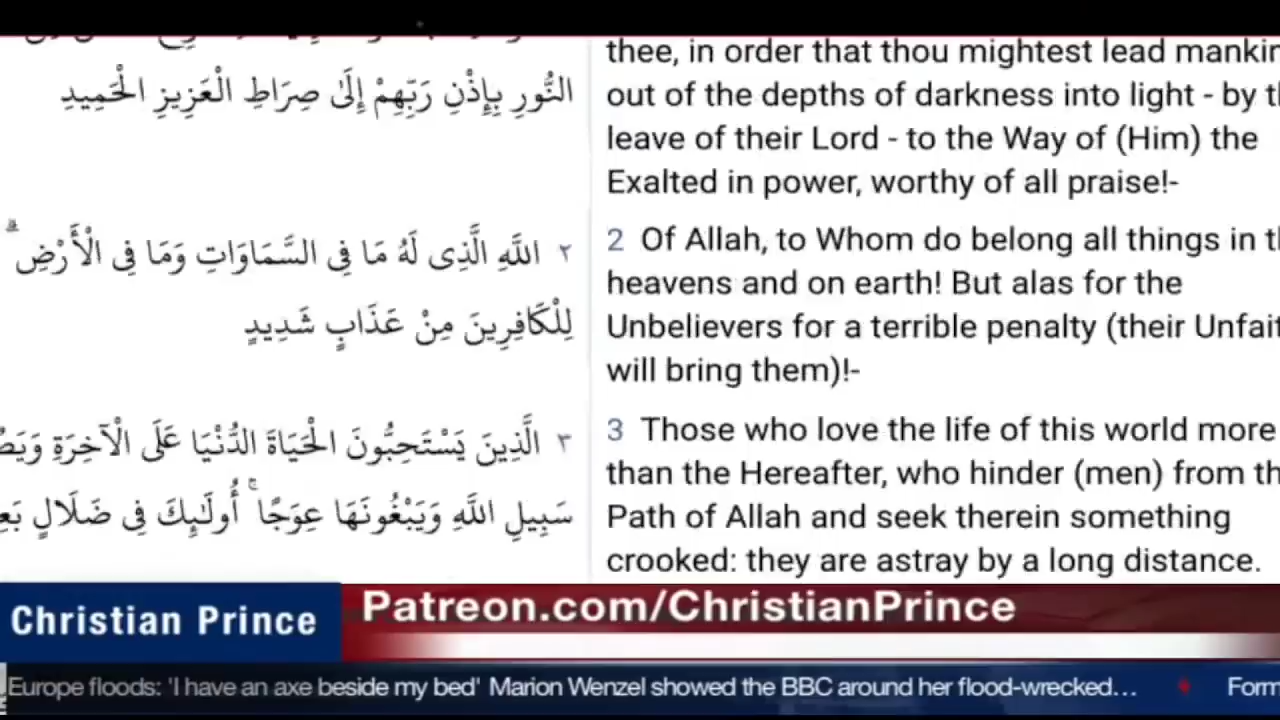 النُّورِ بِإِذْنِ رَبِّهِمْ إِلَىٰ صِرَاطِ الْعَزِيزِ الْحَمِيدِ
٢ اللَّهِ الَّذِى لَهُ مَا فِى السَّمَاوَاتِ وَمَا فِى الْأَرْضِ ۗ
لِلْكَافِرِينَ مِنْ عَذَابٍ شَدِيدٍ
٣ الَّذِينَ يَسْتَحِبُّونَ الْحَيَاةَ الدُّنْيَا عَلَى الْآخِرَةِ
سَبِيلِ اللَّهِ وَيَبْغُونَهَا عِوَجًا ۚ أُولَـٰئِكَ فِى ضَلَالٍ
thee, in order that thou mightest lead mankin
out of the depths of darkness into light - by th
leave of their Lord - to the Way of (Him) the
Exalted in power, worthy of all praise!-
2 Of Allah, to Whom do belong all things in th
heavens and on earth! But alas for the
Unbelievers for a terrible penalty (their Unfait
will bring them)!-
3 Those who love the life of this world more
than the Hereafter, who hinder (men) from th
Path of Allah and seek therein something
crooked: they are astray by a long distance.
Christian Prince
Patreon.com/ChristianPrince
Europe floods: 'I have an axe beside my bed' Marion Wenzel showed the BBC around her flood-wrecked... Form